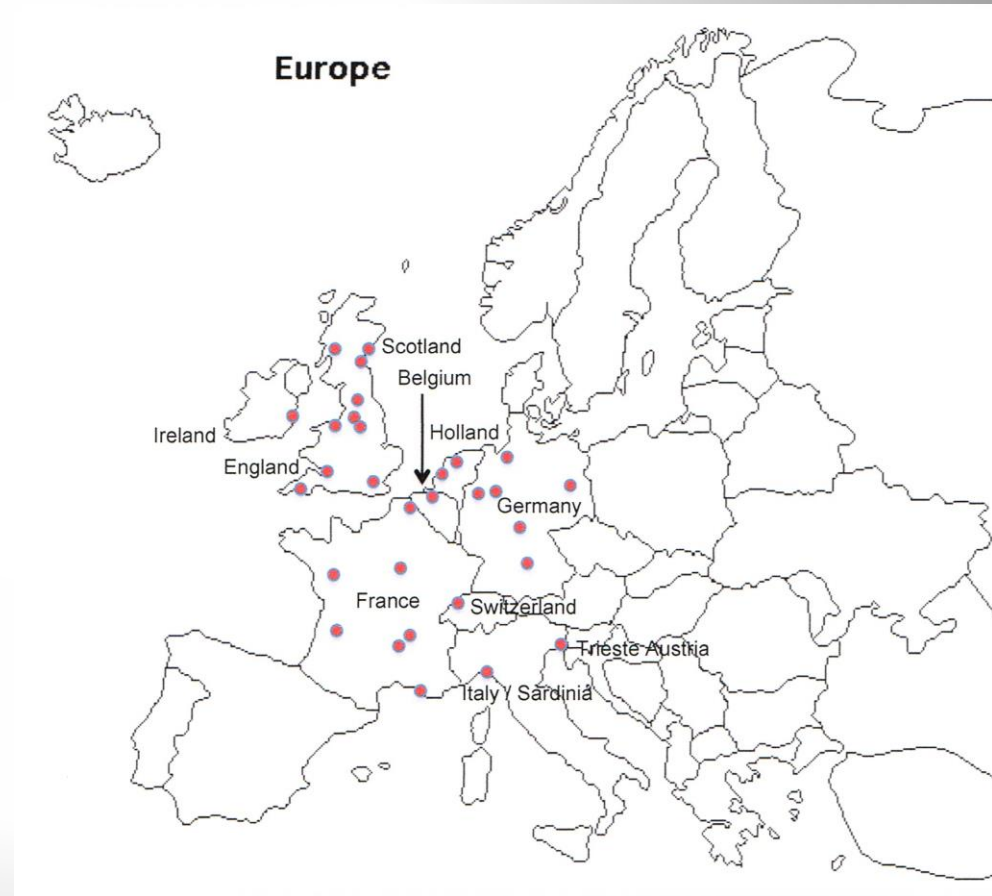 Europe
Scotland
Belgium
Holland
Ireland
England
Germany
France
Switzerland
Trieste Austria
Italy / Sardinia